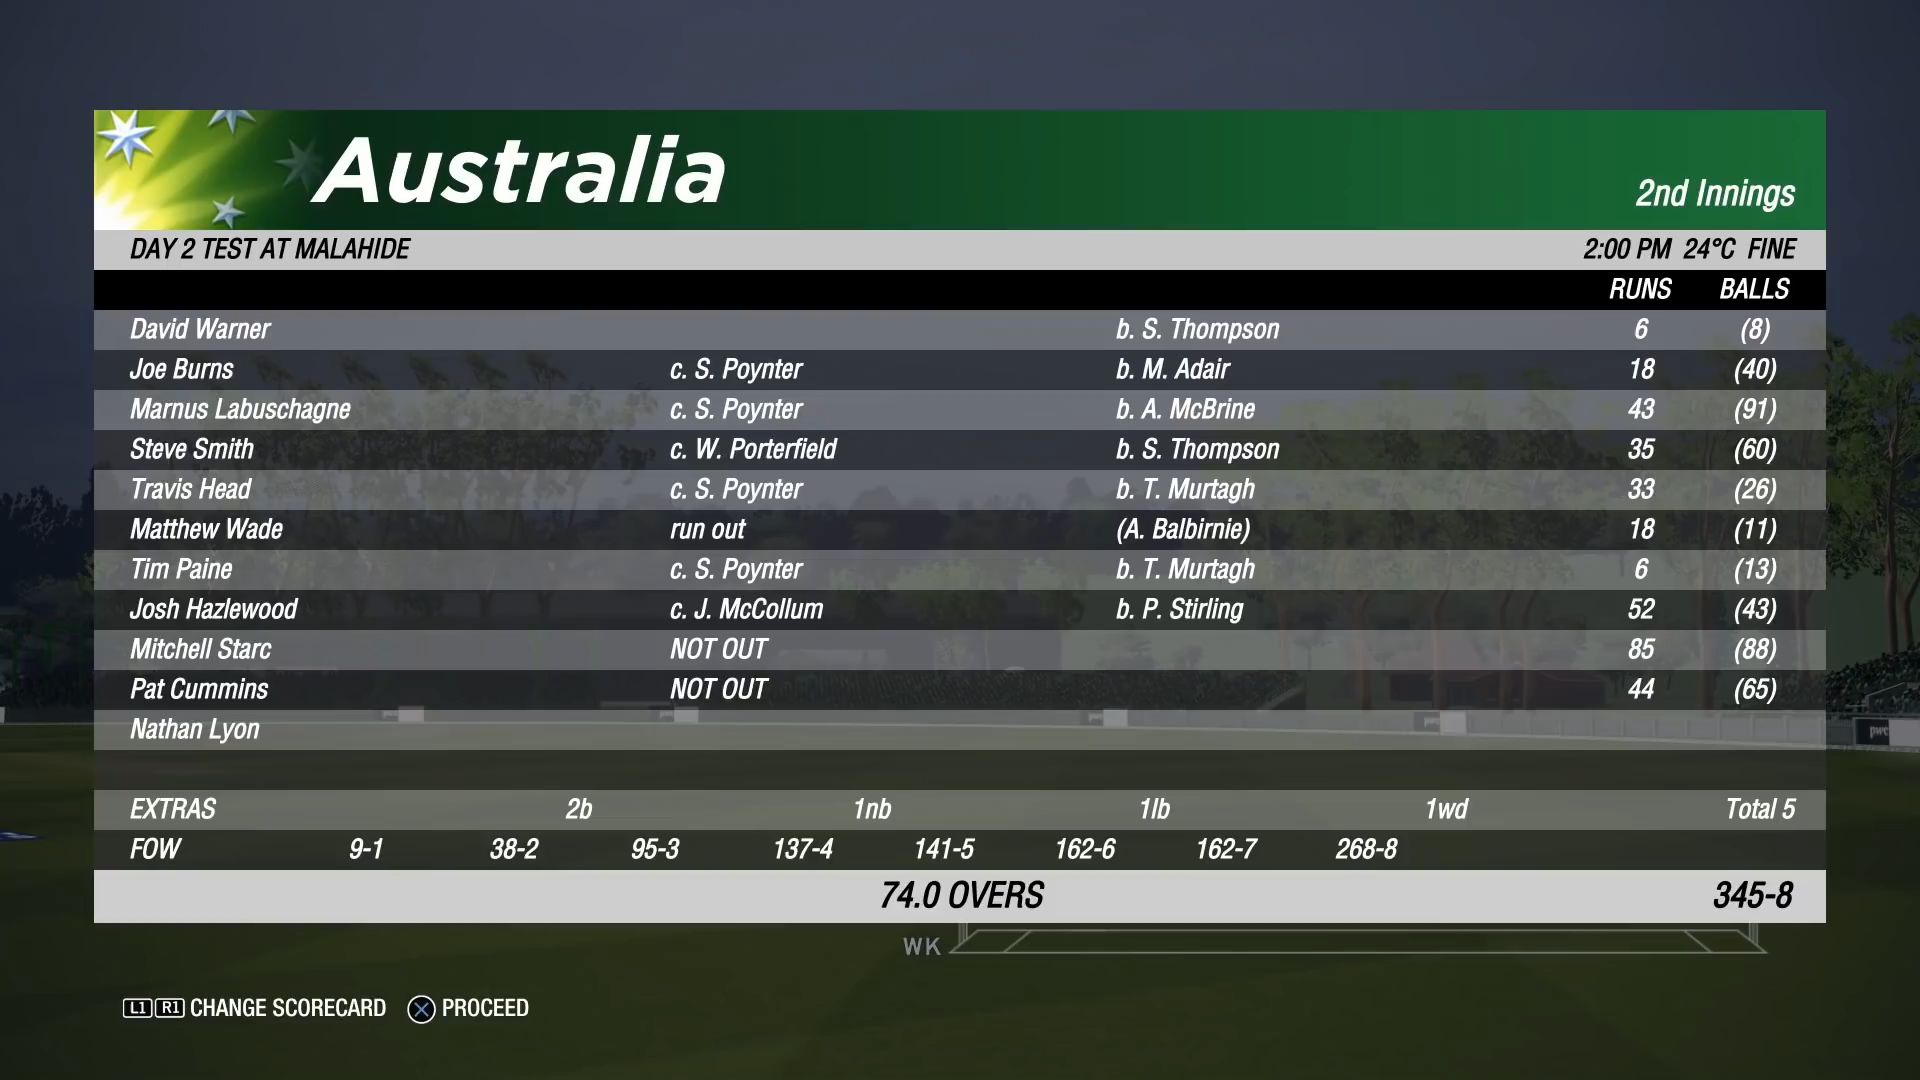 Australia
2nd Innings
DAY 2 TEST AT MALAHIDE 2:00 PM 24°C FINE
RUNS BALLS
David Warner b. S. Thompson 6 (8)
Joe Burns c. S. Poynter b. M. Adair 18 (40)
Marnus Labuschagne c. S. Poynter b. A. McBrine 43 (91)
Steve Smith c. W. Porterfield b. S. Thompson 35 (60)
Travis Head c. S. Poynter b. T. Murtagh 33 (26)
Matthew Wade run out (A. Balbirnie) 18 (11)
Tim Paine c. S. Poynter b. T. Murtagh 6 (13)
Josh Hazlewood c. J. McCollum b. P. Stirling 52 (43)
Mitchell Starc NOT OUT 85 (88)
Pat Cummins NOT OUT 44 (65)
Nathan Lyon
pwc
EXTRAS 2b 1nb 1lb 1wd Total 5
FOW 9-1 38-2 95-3 137-4 141-5 162-6 162-7 268-8
74.0 OVERS 345-8
WK
L1 R1 CHANGE SCORECARD PROCEED